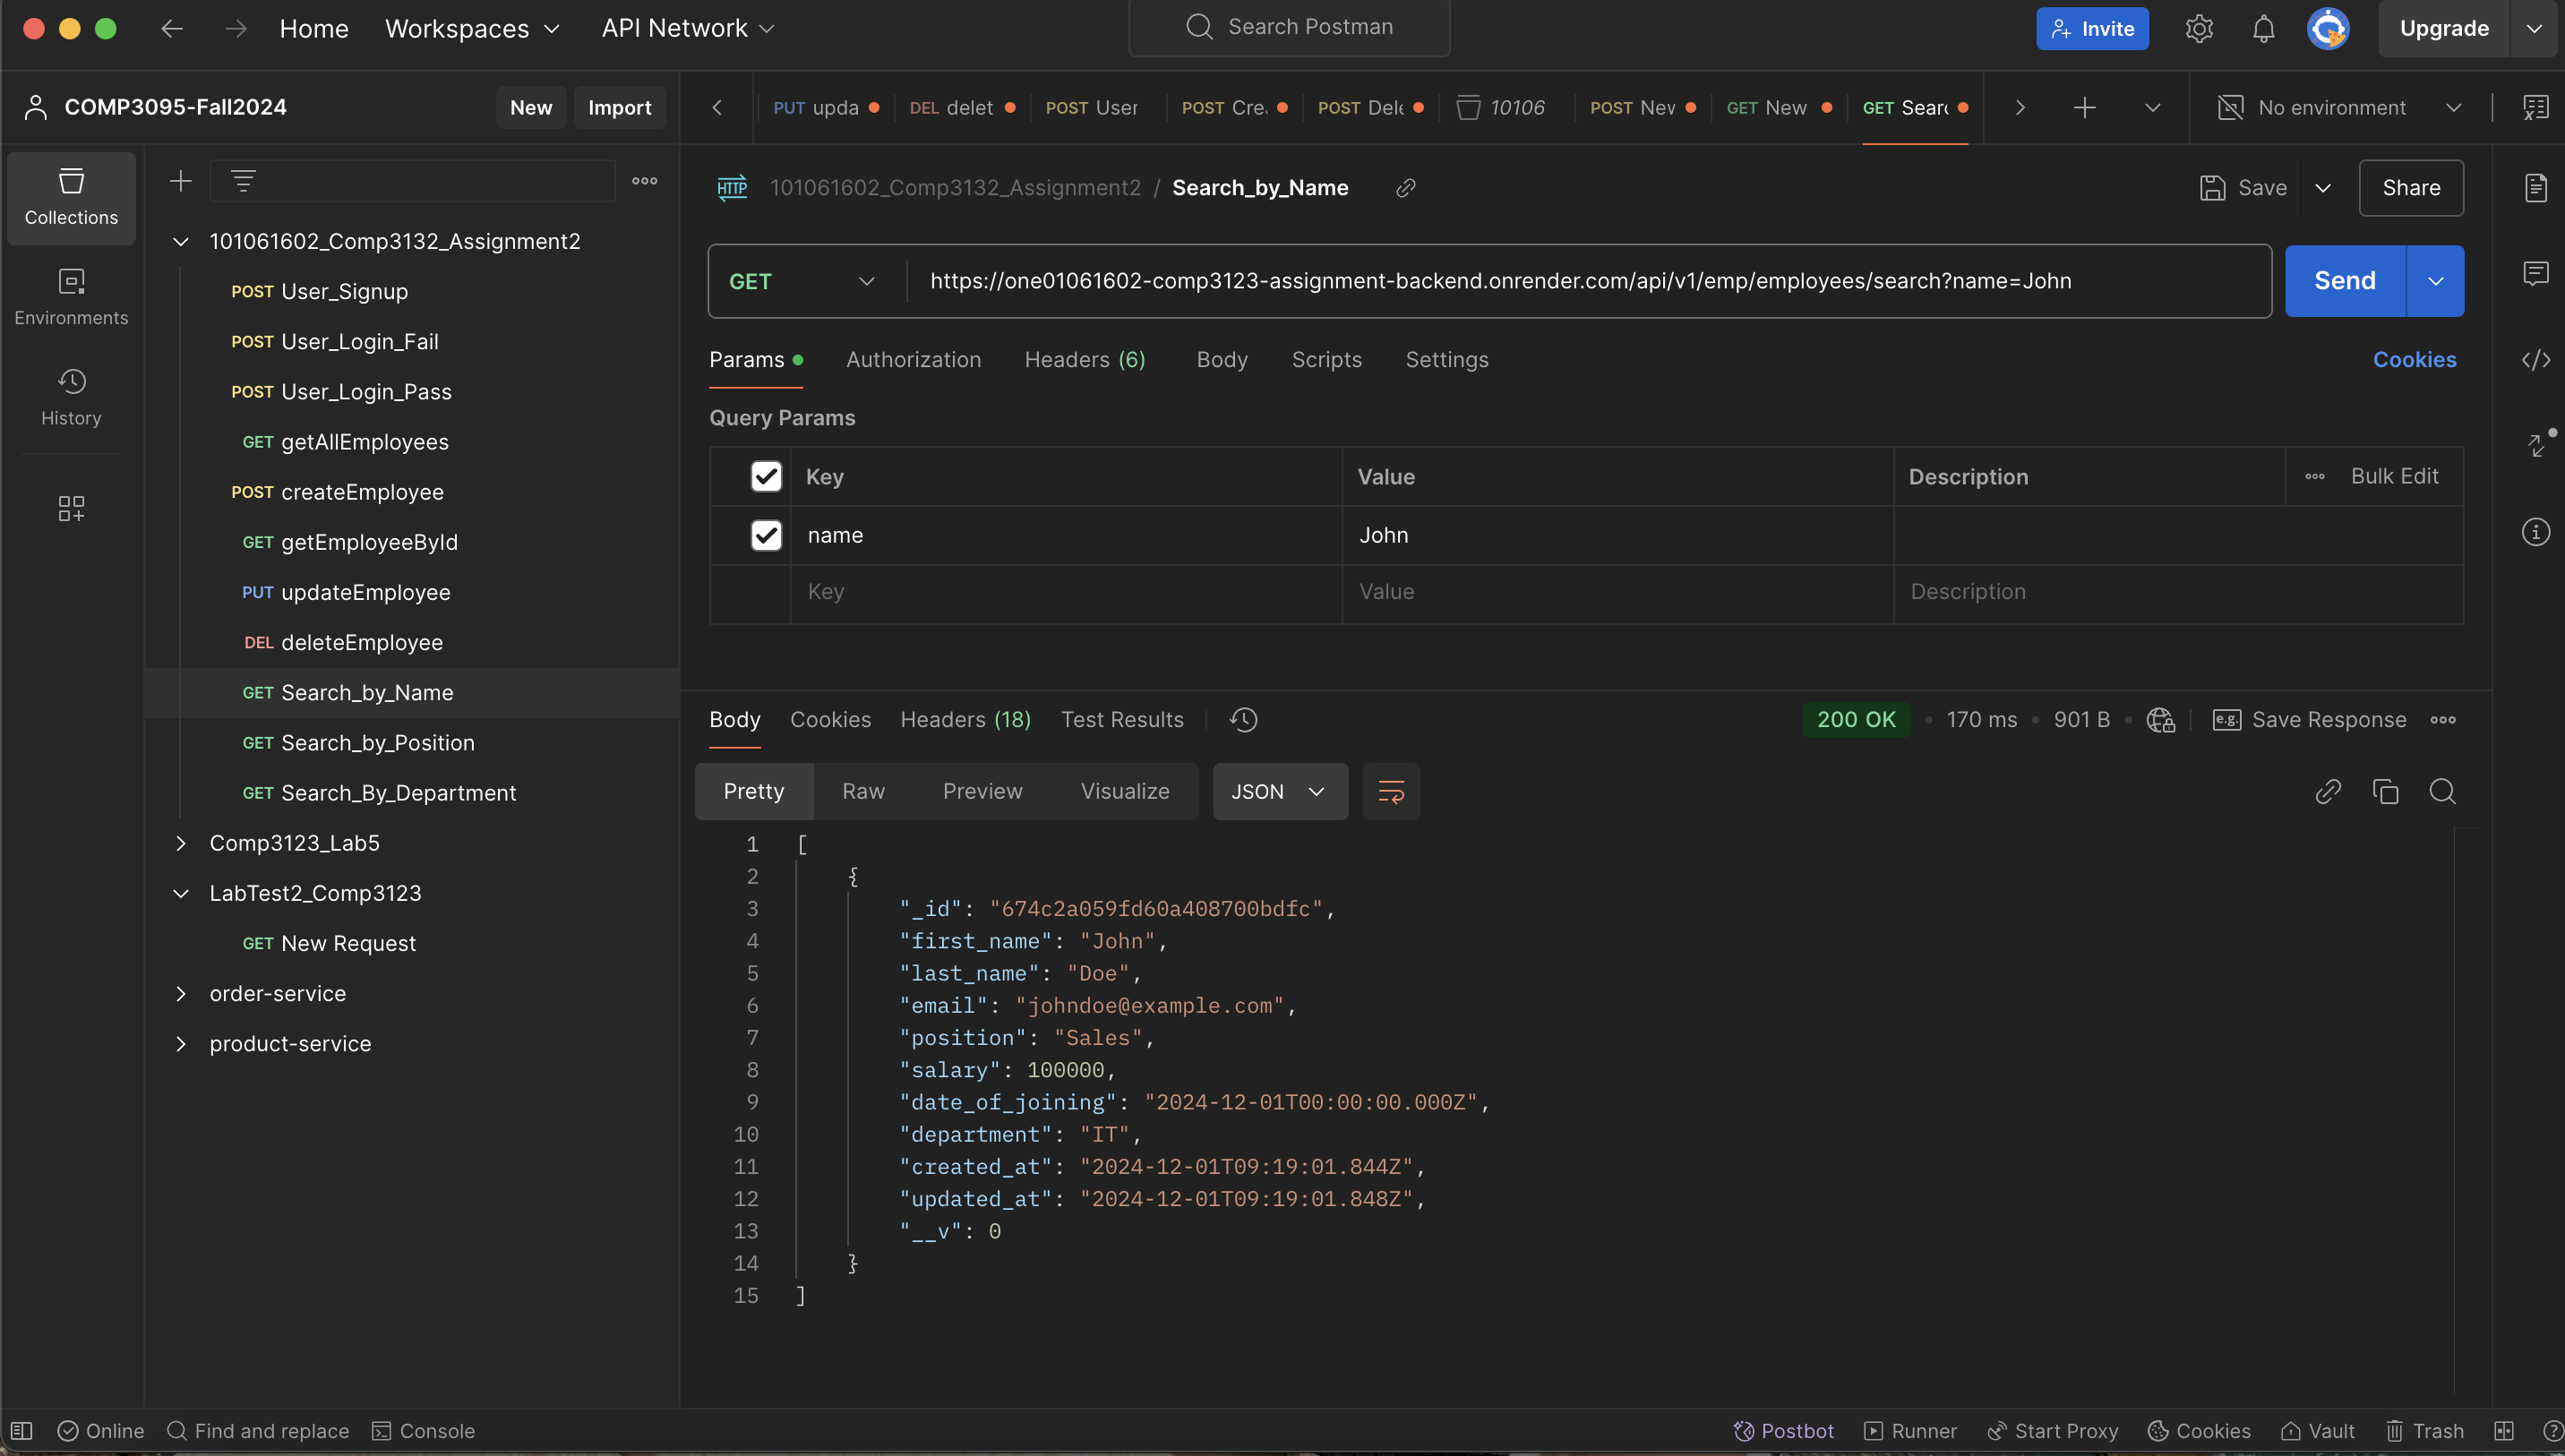 Home Workspaces API Network Search Postman Invite Upgrade
COMP3095-Fall2024 New Import
PUT upda DEL delet POST User POST Cre POST Dele 10106 POST New GET New GET Searc No environment
Collections
Environments
History
101061602_Comp3132_Assignment2
POST User_Signup
POST User_Login_Fail
POST User_Login_Pass
GET getAllEmployees
POST createEmployee
GET getEmployeeById
PUT updateEmployee
DEL deleteEmployee
GET Search_by_Name
GET Search_by_Position
GET Search_By_Department
Comp3123_Lab5
LabTest2_Comp3123
GET New Request
order-service
product-service
HTTP 101061602_Comp3132_Assignment2 / Search_by_Name Save Share
GET https://one01061602-comp3123-assignment-backend.onrender.com/api/v1/emp/employees/search?name=John Send
Params Authorization Headers (6) Body Scripts Settings Cookies
Query Params
Key Value Description Bulk Edit
name John
Key Value Description
Body Cookies Headers (18) Test Results 200 OK 170 ms 901 B e.g. Save Response
Pretty Raw Preview Visualize JSON
1 [
2 {
3 "_id": "674c2a059fd60a408700bdfc",
4 "first_name": "John",
5 "last_name": "Doe",
6 "email": "johndoe@example.com",
7 "position": "Sales",
8 "salary": 100000,
9 "date_of_joining": "2024-12-01T00:00:00.000Z",
10 "department": "IT",
11 "created_at": "2024-12-01T09:19:01.844Z",
12 "updated_at": "2024-12-01T09:19:01.848Z",
13 "__v": 0
14 }
15 ]
Online Find and replace Console Postbot Runner Start Proxy Cookies Vault Trash